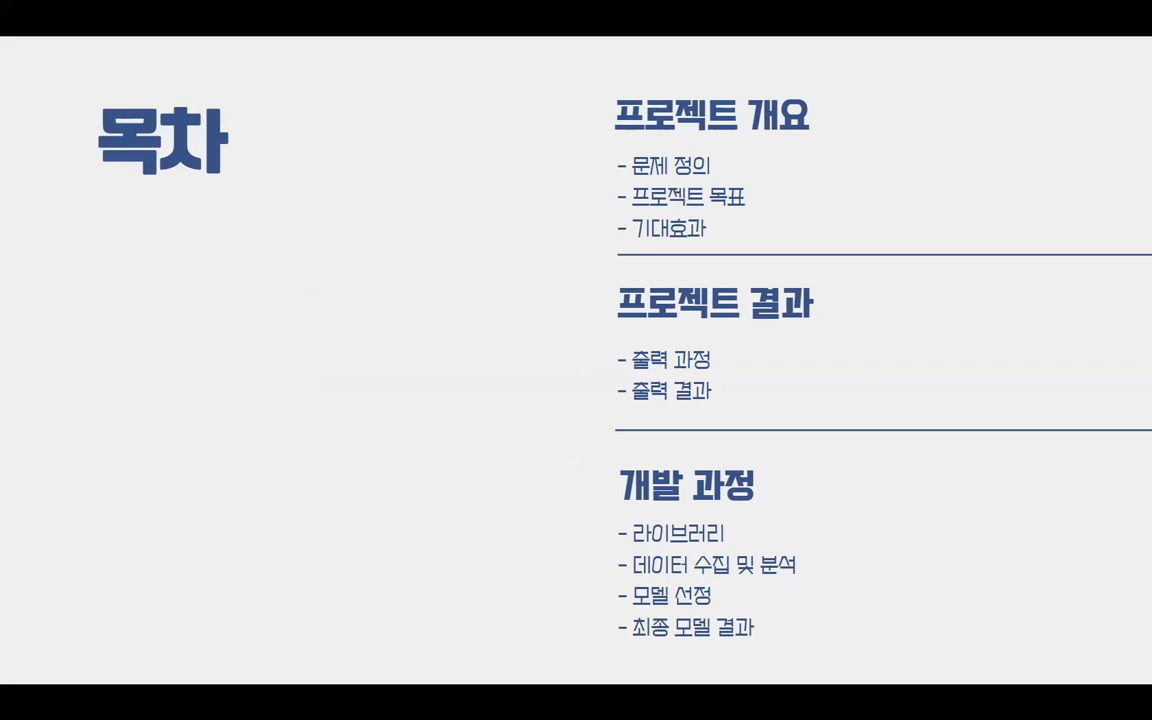 목차
프로젝트 개요
- 문제 정의
- 프로젝트 목표
- 기대효과
프로젝트 결과
- 출력 과정
- 출력 결과
개발 과정
- 라이브러리
- 데이터 수집 및 분석
- 모델 선정
- 최종 모델 결과